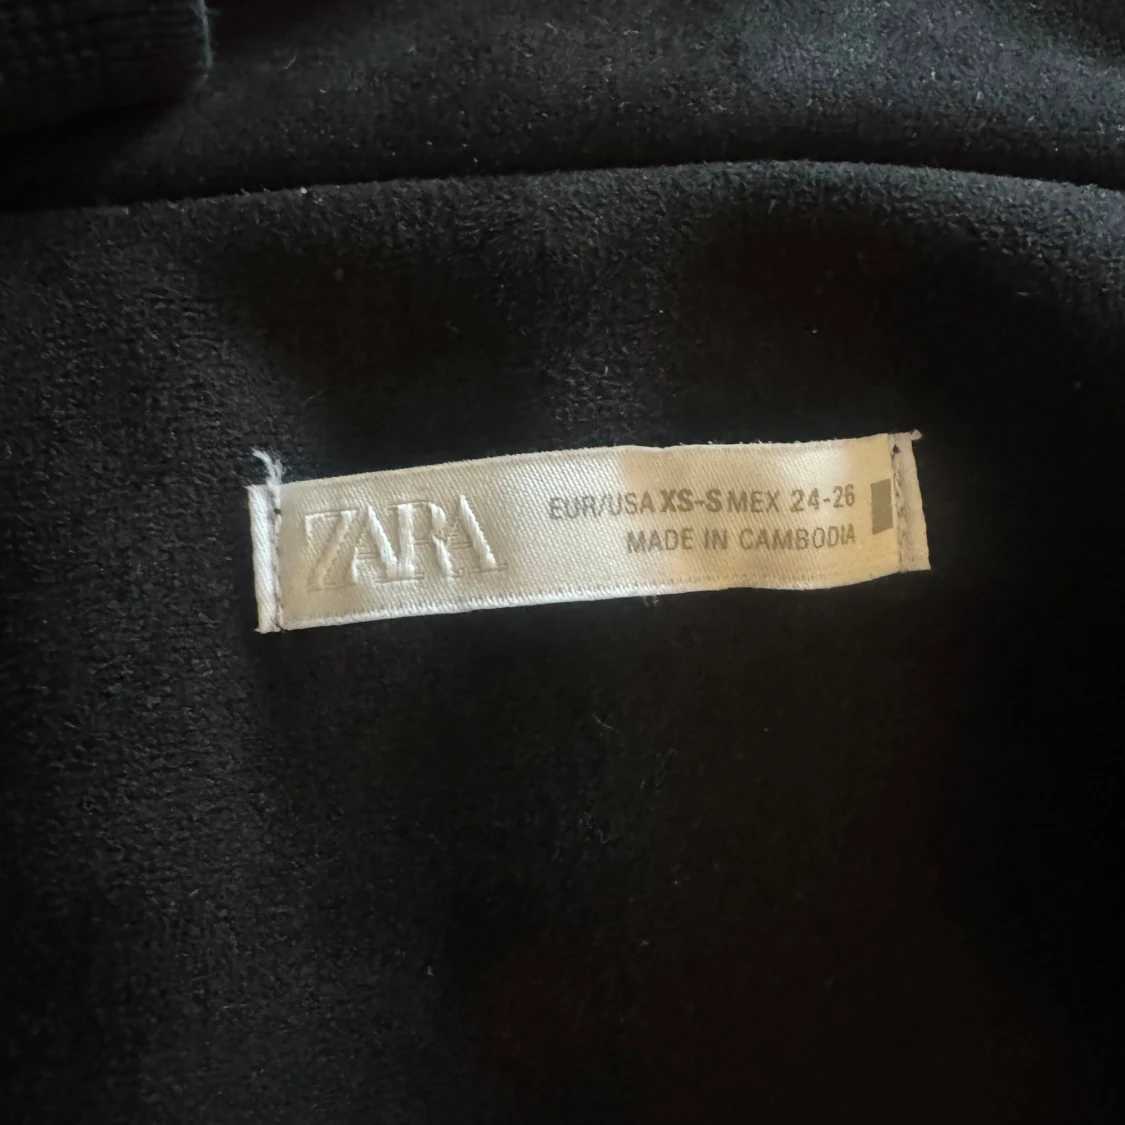 ZARA
EUR/USA XS-S MEX 24-26
MADE IN CAMBODIA